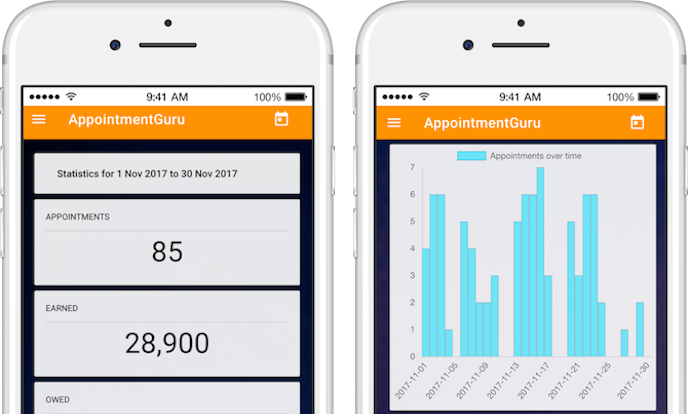 9:41 AM
100%
AppointmentGuru
Statistics for 1 Nov 2017 to 30 Nov 2017
APPOINTMENTS
85
EARNED
28,900
OWED
9:41 AM
100%
AppointmentGuru
Appointments over time
7
6
5
4
3
2
1
0
2017-11-01
2017-11-05
2017-11-09
2017-11-13
2017-11-17
2017-11-21
2017-11-25
2017-11-30